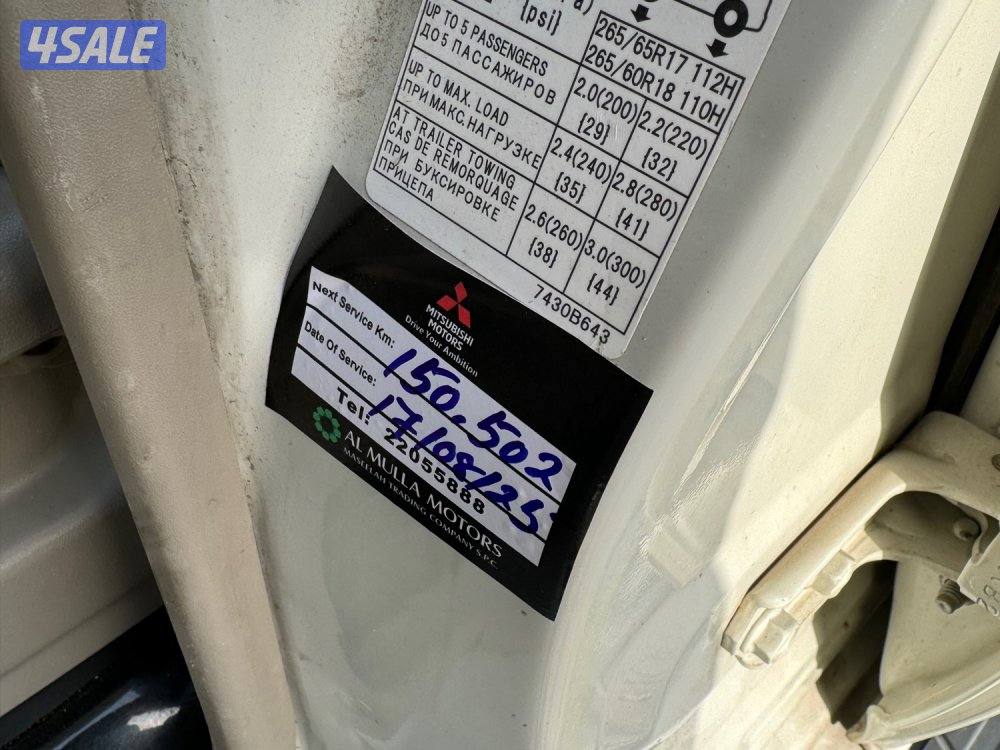 4SALE
[psi]
265/65R17 112H
265/60R18 110H
UP TO 5 PASSENGERS
ДО 5 ПАССАЖИРОВ
2.0(200)
[29]
2.2(220)
[32]
UP TO MAX. LOAD
ПРИ МАКС. НАГРУЗКЕ
2.4(240)
[35]
2.8(280)
[41]
AT TRAILER TOWING
CAS DE REMORQUAGE
ПРИ БУКСИРОВКЕ
ПРИЦЕПА
2.6(260)
[38]
3.0(300)
[44]
7430B643
MITSUBISHI
MOTORS
Drive Your Ambition
Next Service Km: 150,502
Date Of Service: 17/08/25
Tel: 22055888
AL MULLA MOTORS
MASEELAH TRADING COMPANY S.P.C.